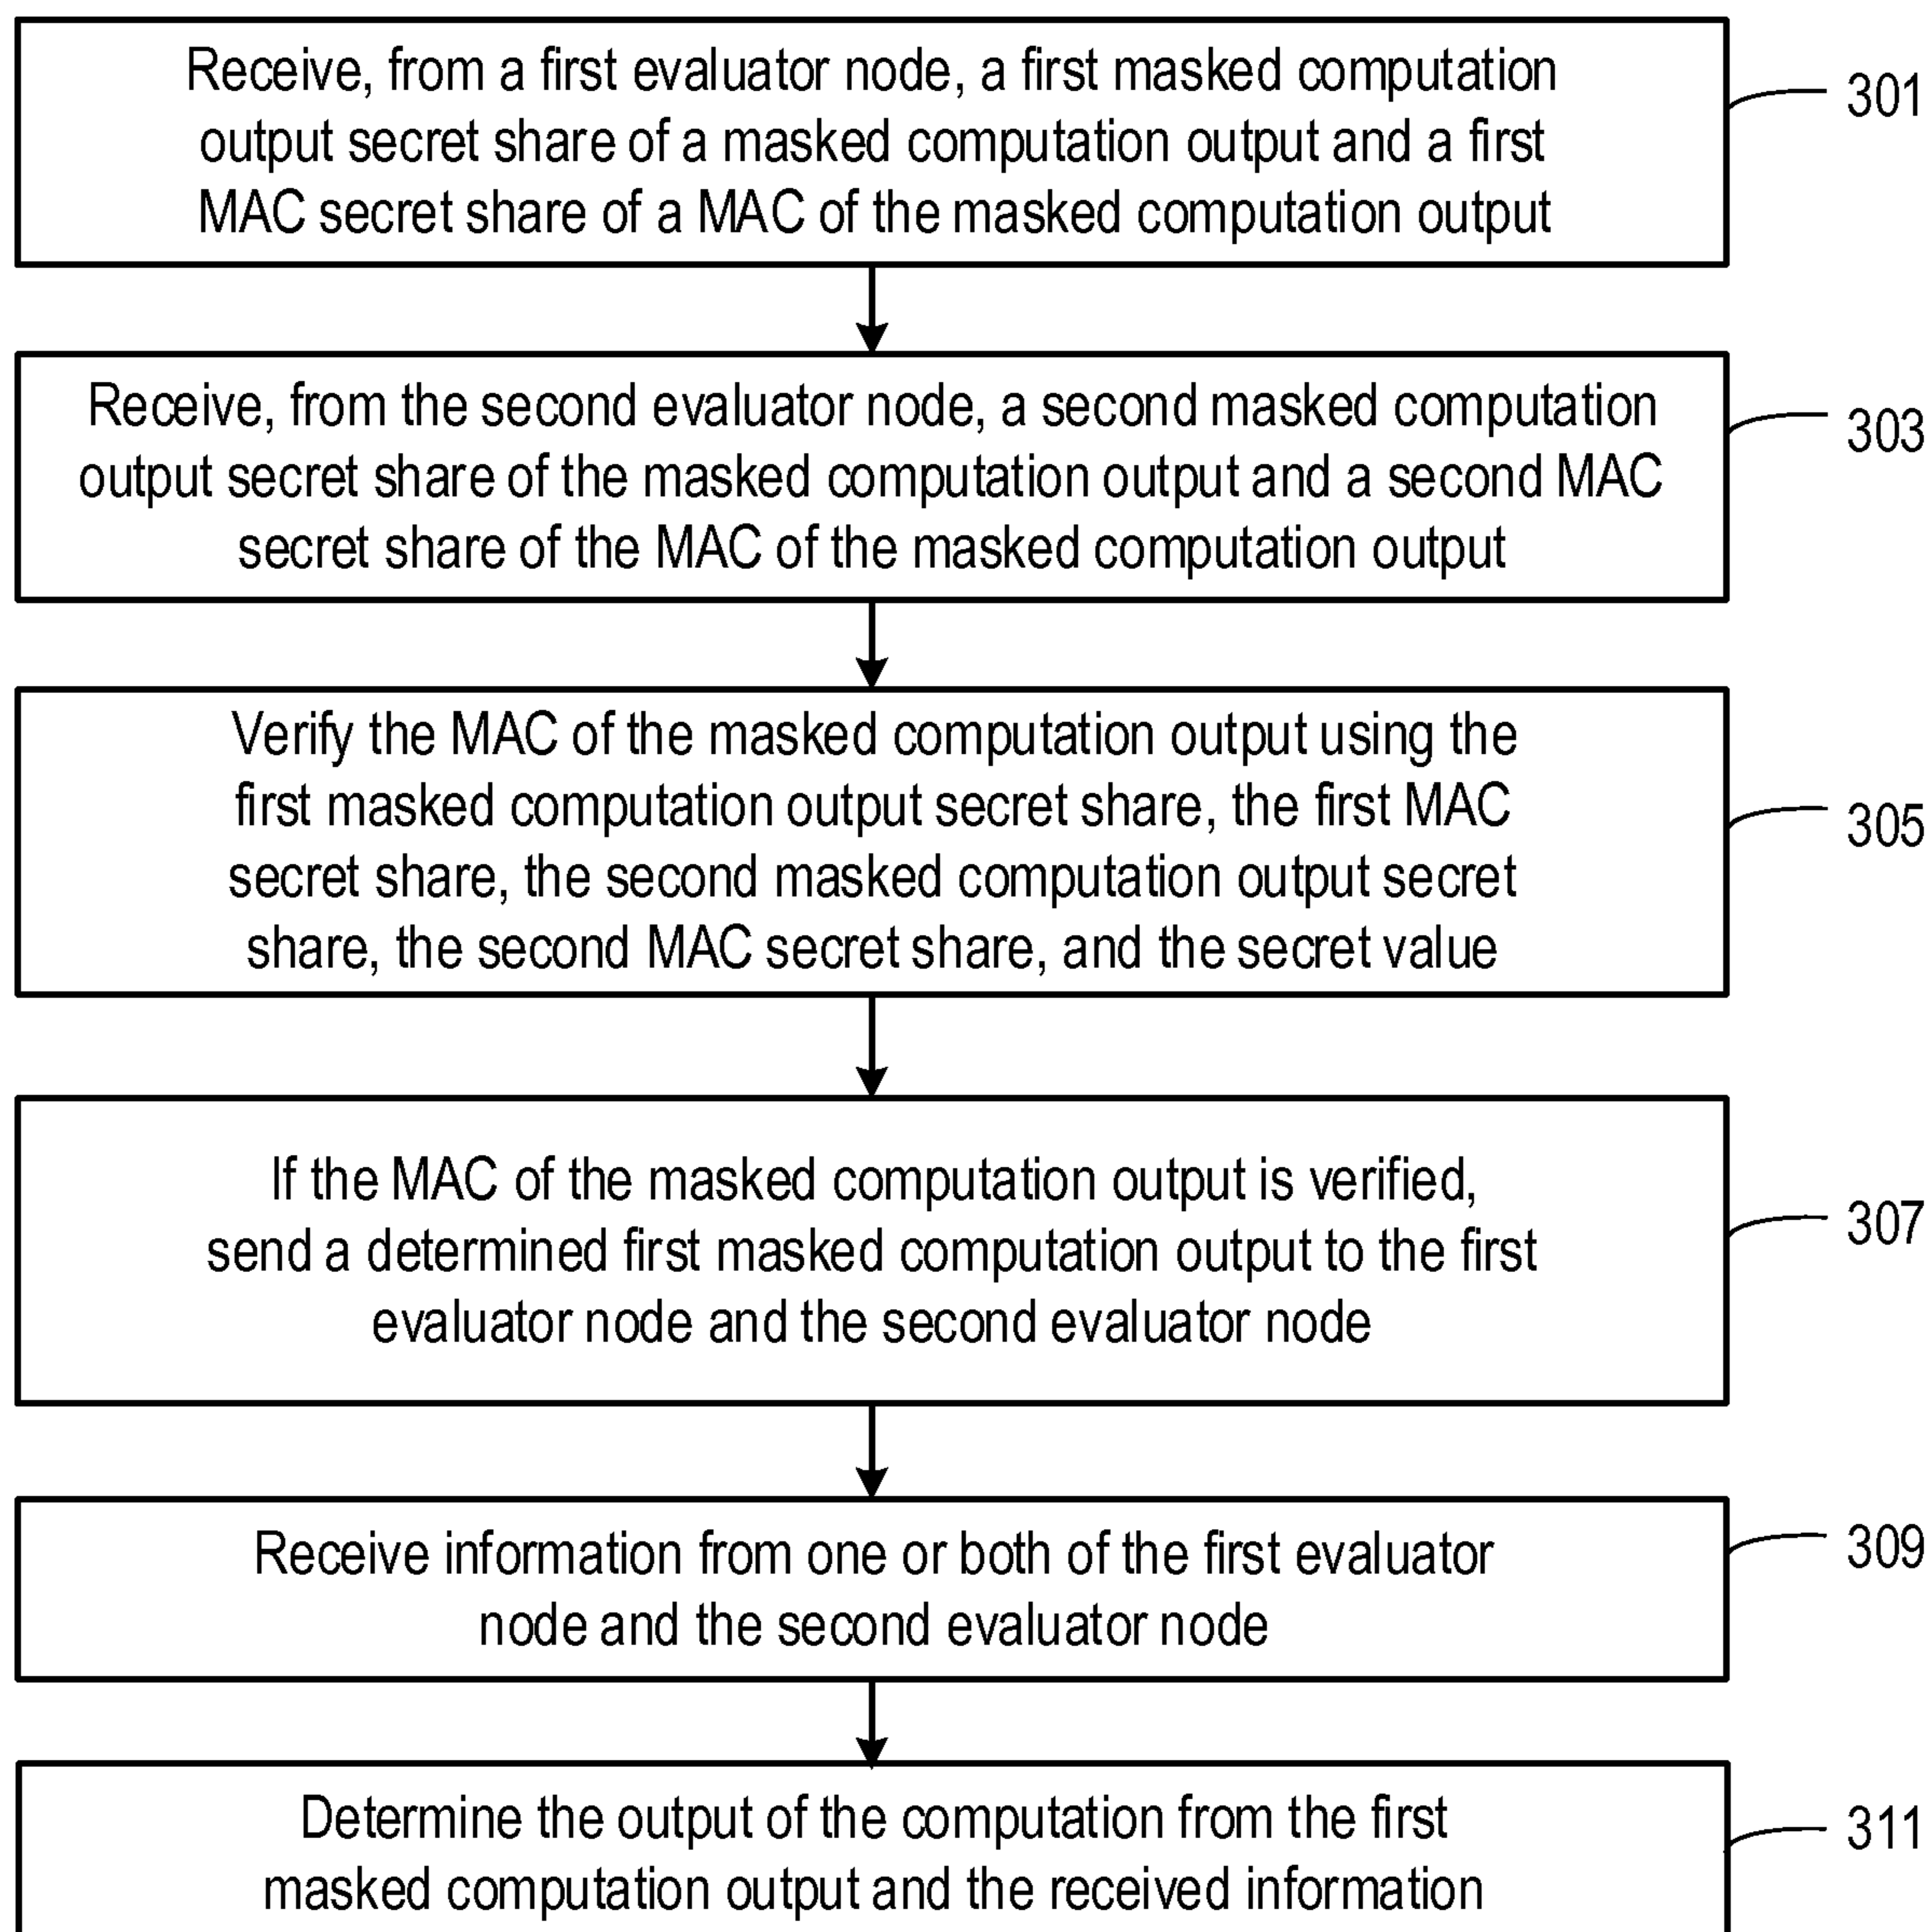 Receive, from a first evaluator node, a first masked computation
output secret share of a masked computation output and a first
MAC secret share of a MAC of the masked computation output
301
Receive, from the second evaluator node, a second masked computation
output secret share of the masked computation output and a second MAC
secret share of the MAC of the masked computation output
303
Verify the MAC of the masked computation output using the
first masked computation output secret share, the first MAC
secret share, the second masked computation output secret
share, the second MAC secret share, and the secret value
305
If the MAC of the masked computation output is verified,
send a determined first masked computation output to the first
evaluator node and the second evaluator node
307
Receive information from one or both of the first evaluator
node and the second evaluator node
309
Determine the output of the computation from the first
masked computation output and the received information
311